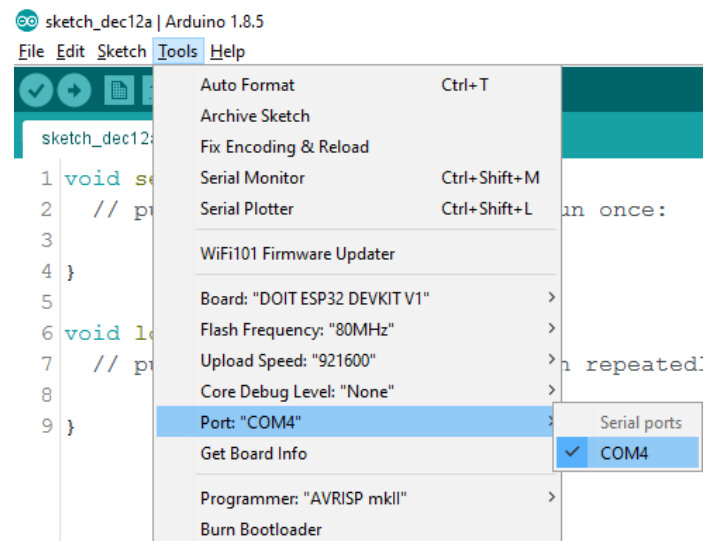 sketch_dec12a | Arduino 1.8.5
File Edit Sketch Tools Help
sketch_dec12a
Auto Format Ctrl+T
Archive Sketch
Fix Encoding & Reload
Serial Monitor Ctrl+Shift+M
Serial Plotter Ctrl+Shift+L
WiFi101 Firmware Updater
Board: "DOIT ESP32 DEVKIT V1"
Flash Frequency: "80MHz"
Upload Speed: "921600"
Core Debug Level: "None"
Port: "COM4"
Get Board Info
Programmer: "AVRISP mkII"
Burn Bootloader
Serial ports
COM4
1 void se
2 // pu un once:
3
4 }
5
6 void lo
7 // pu n repeatedl
8
9 }